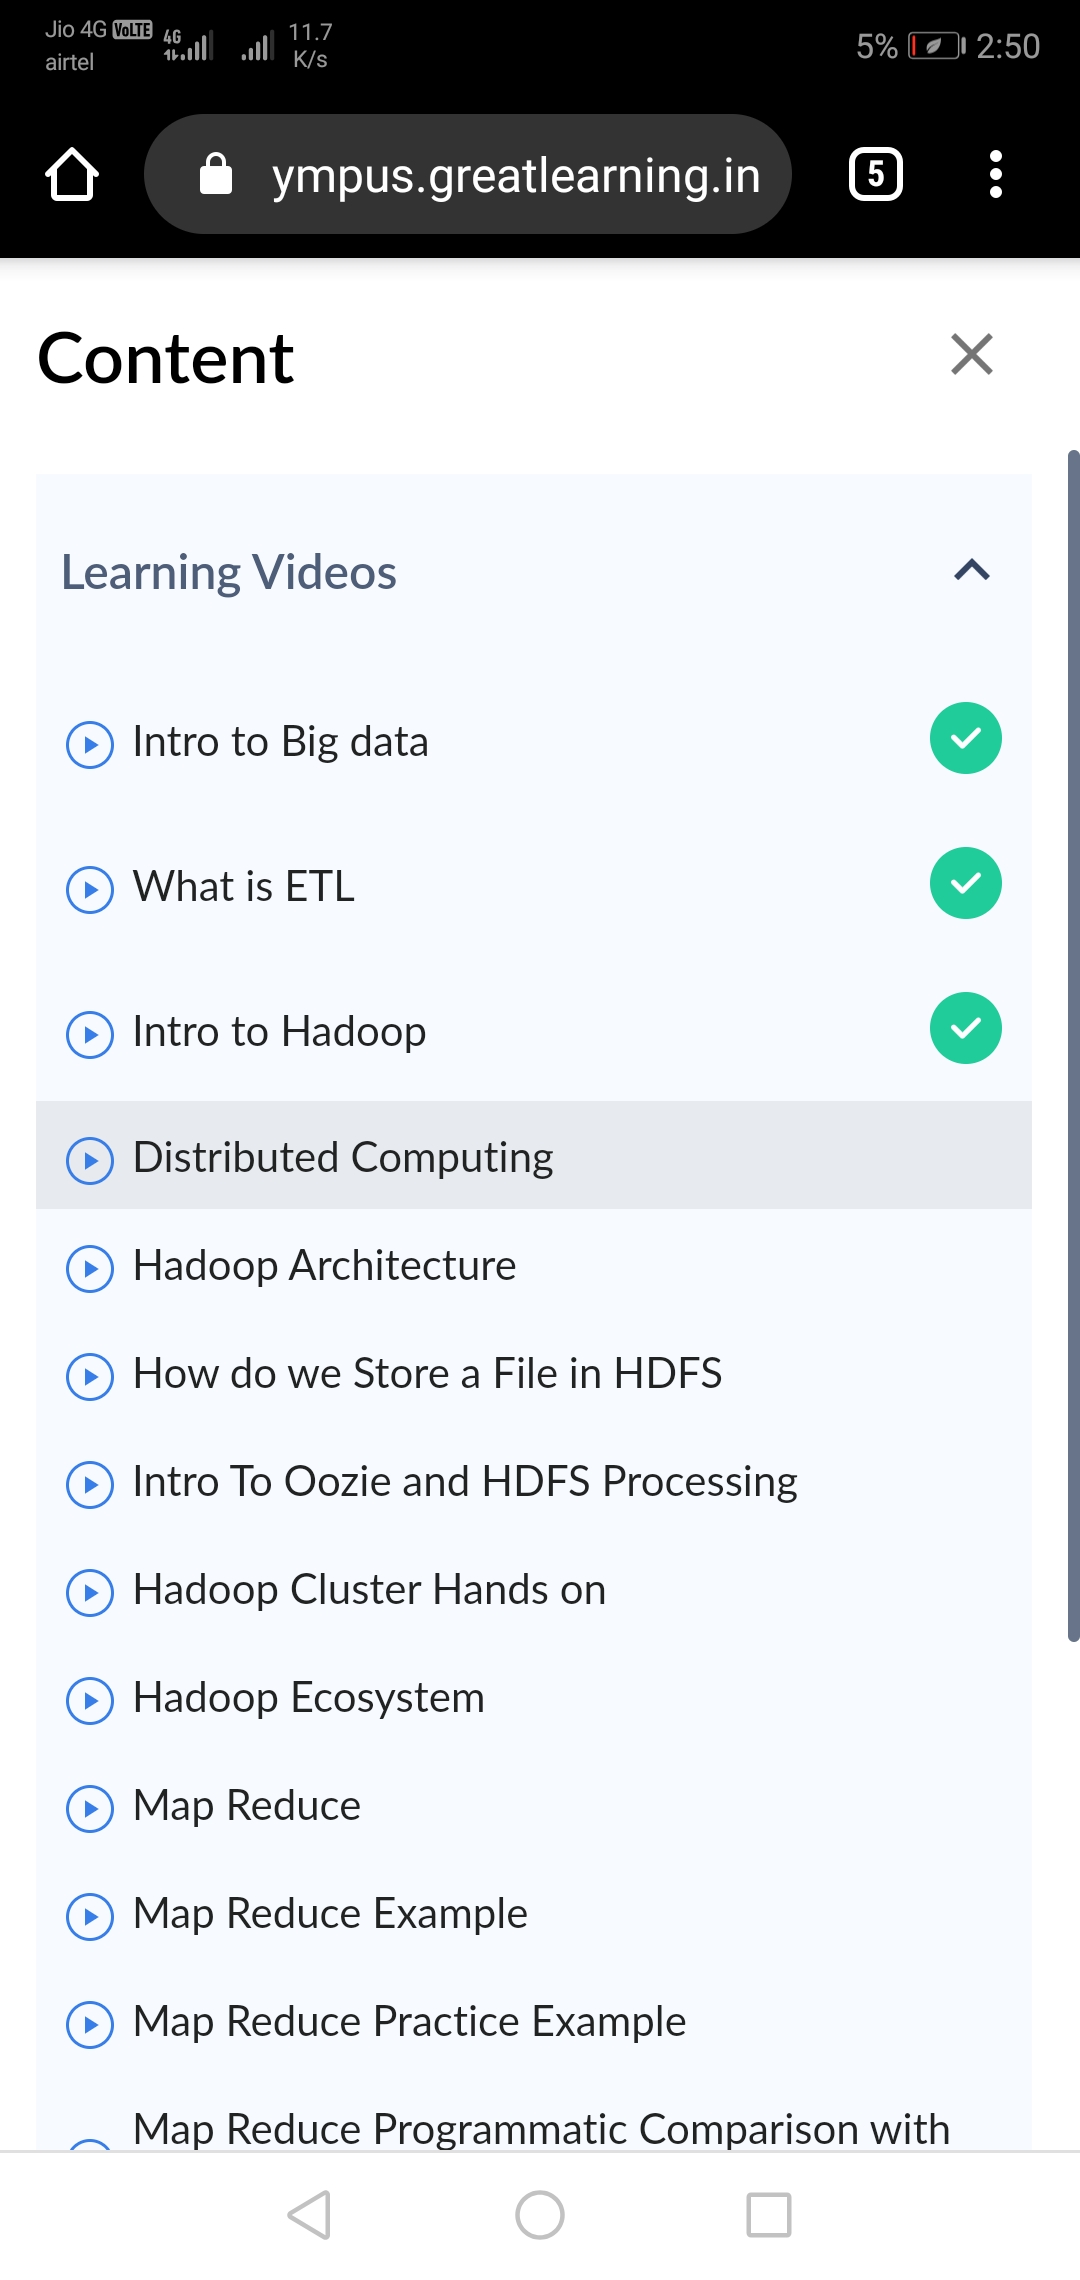 Jio 4G VoLTE
airtel
4G
11.7
K/s
5%
2:50
ympus.greatlearning.in
5
Content
Learning Videos
Intro to Big data
What is ETL
Intro to Hadoop
Distributed Computing
Hadoop Architecture
How do we Store a File in HDFS
Intro To Oozie and HDFS Processing
Hadoop Cluster Hands on
Hadoop Ecosystem
Map Reduce
Map Reduce Example
Map Reduce Practice Example
Map Reduce Programmatic Comparison with